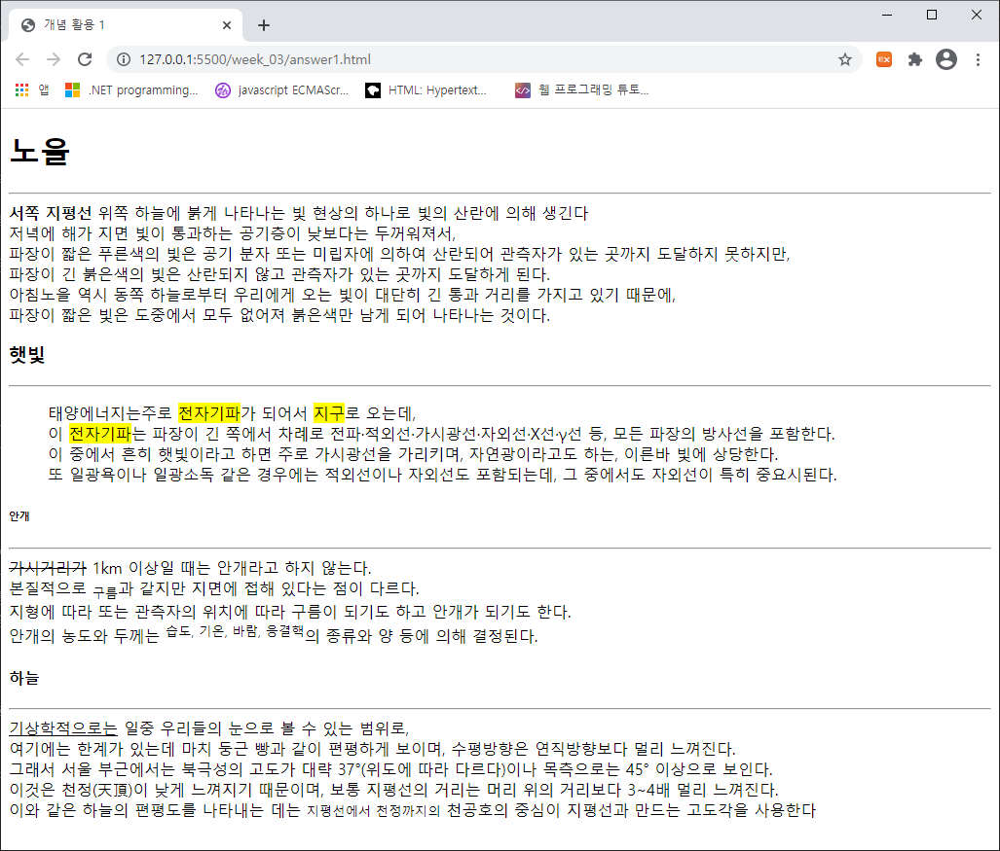 개념 활용 1
127.0.0.1:5500/week_03/answer1.html
앱 .NET programming... javascript ECMAScr... HTML: Hypertext... 웹 프로그래밍 튜토...
노을
서쪽 지평선 위쪽 하늘에 붉게 나타나는 빛 현상의 하나로 빛의 산란에 의해 생긴다
저녁에 해가 지면 빛이 통과하는 공기층이 낮보다는 두꺼워져서,
파장이 짧은 푸른색의 빛은 공기 분자 또는 미립자에 의하여 산란되어 관측자가 있는 곳까지 도달하지 못하지만,
파장이 긴 붉은색의 빛은 산란되지 않고 관측자가 있는 곳까지 도달하게 된다.
아침노을 역시 동쪽 하늘로부터 우리에게 오는 빛이 대단히 긴 통과 거리를 가지고 있기 때문에,
파장이 짧은 빛은 도중에서 모두 없어져 붉은색만 남게 되어 나타나는 것이다.
햇빛
태양에너지는주로 전자기파가 되어서 지구로 오는데,
이 전자기파는 파장이 긴 쪽에서 차례로 전파·적외선·가시광선·자외선·X선·γ선 등, 모든 파장의 방사선을 포함한다.
이 중에서 흔히 햇빛이라고 하면 주로 가시광선을 가리키며, 자연광이라고도 하는, 이른바 빛에 상당한다.
또 일광욕이나 일광소독 같은 경우에는 적외선이나 자외선도 포함되는데, 그 중에서도 자외선이 특히 중요시된다.
안개
가시거리가 1km 이상일 때는 안개라고 하지 않는다.
본질적으로 구름과 같지만 지면에 접해 있다는 점이 다르다.
지형에 따라 또는 관측자의 위치에 따라 구름이 되기도 하고 안개가 되기도 한다.
안개의 농도와 두께는 습도, 기온, 바람, 응결핵의 종류와 양 등에 의해 결정된다.
하늘
기상학적으로는 일중 우리들의 눈으로 볼 수 있는 범위로,
여기에는 한계가 있는데 마치 둥근 빵과 같이 편평하게 보이며, 수평방향은 연직방향보다 멀리 느껴진다.
그래서 서울 부근에서는 북극성의 고도가 대략 37°(위도에 따라 다르다)이나 목측으로는 45° 이상으로 보인다.
이것은 천정(天頂)이 낮게 느껴지기 때문이며, 보통 지평선의 거리는 머리 위의 거리보다 3~4배 멀리 느껴진다.
이와 같은 하늘의 편평도를 나타내는 데는 지평선에서 천정까지의 천공호의 중심이 지평선과 만드는 고도각을 사용한다